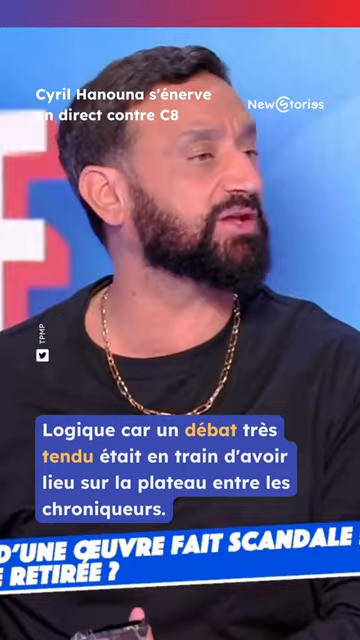 Cyril Hanouna s'énerve
en direct contre C8
NewStories
TPMP
Logique car un débat très
tendu était en train d'avoir
lieu sur la plateau entre les
chroniqueurs.
D'UNE ŒUVRE FAIT SCANDALE
RETIRÉE ?